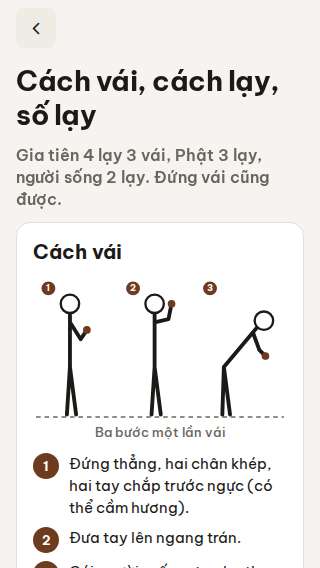 Cách vái, cách lạy,
số lạy
Gia tiên 4 lạy 3 vái, Phật 3 lạy,
người sống 2 lạy. Đứng vái cũng
được.
Cách vái
1 2 3
Ba bước một lần vái
1 Đứng thẳng, hai chân khép,
hai tay chắp trước ngực (có
thể cầm hương).
2 Đưa tay lên ngang trán.